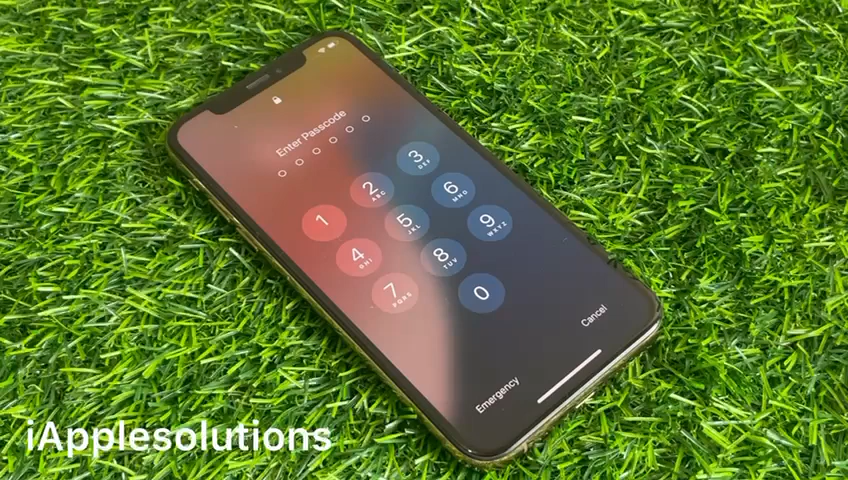 Enter Passcode
1
2
ABC
3
DEF
4
GHI
5
JKL
6
MNO
7
PQRS
8
TUV
9
WXYZ
0
Emergency
Cancel
iApplesolutions